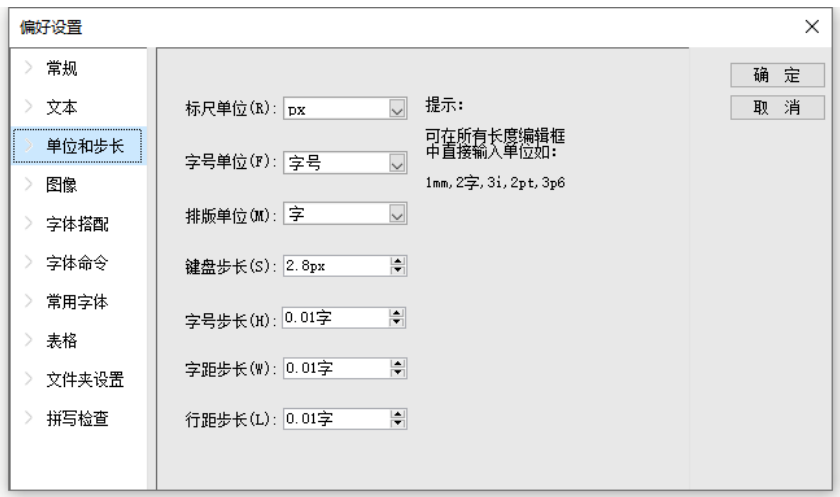 偏好设置
常规
文本
单位和步长
图像
字体搭配
字体命令
常用字体
表格
文件夹设置
拼写检查
标尺单位(R): px
字号单位(F): 字号
排版单位(M): 字
键盘步长(S): 2.8px
字号步长(H): 0.01字
字距步长(W): 0.01字
行距步长(L): 0.01字
提示:
可在所有长度编辑框
中直接输入单位如:
1mm,2字,3i,2pt,3p6
确 定
取 消